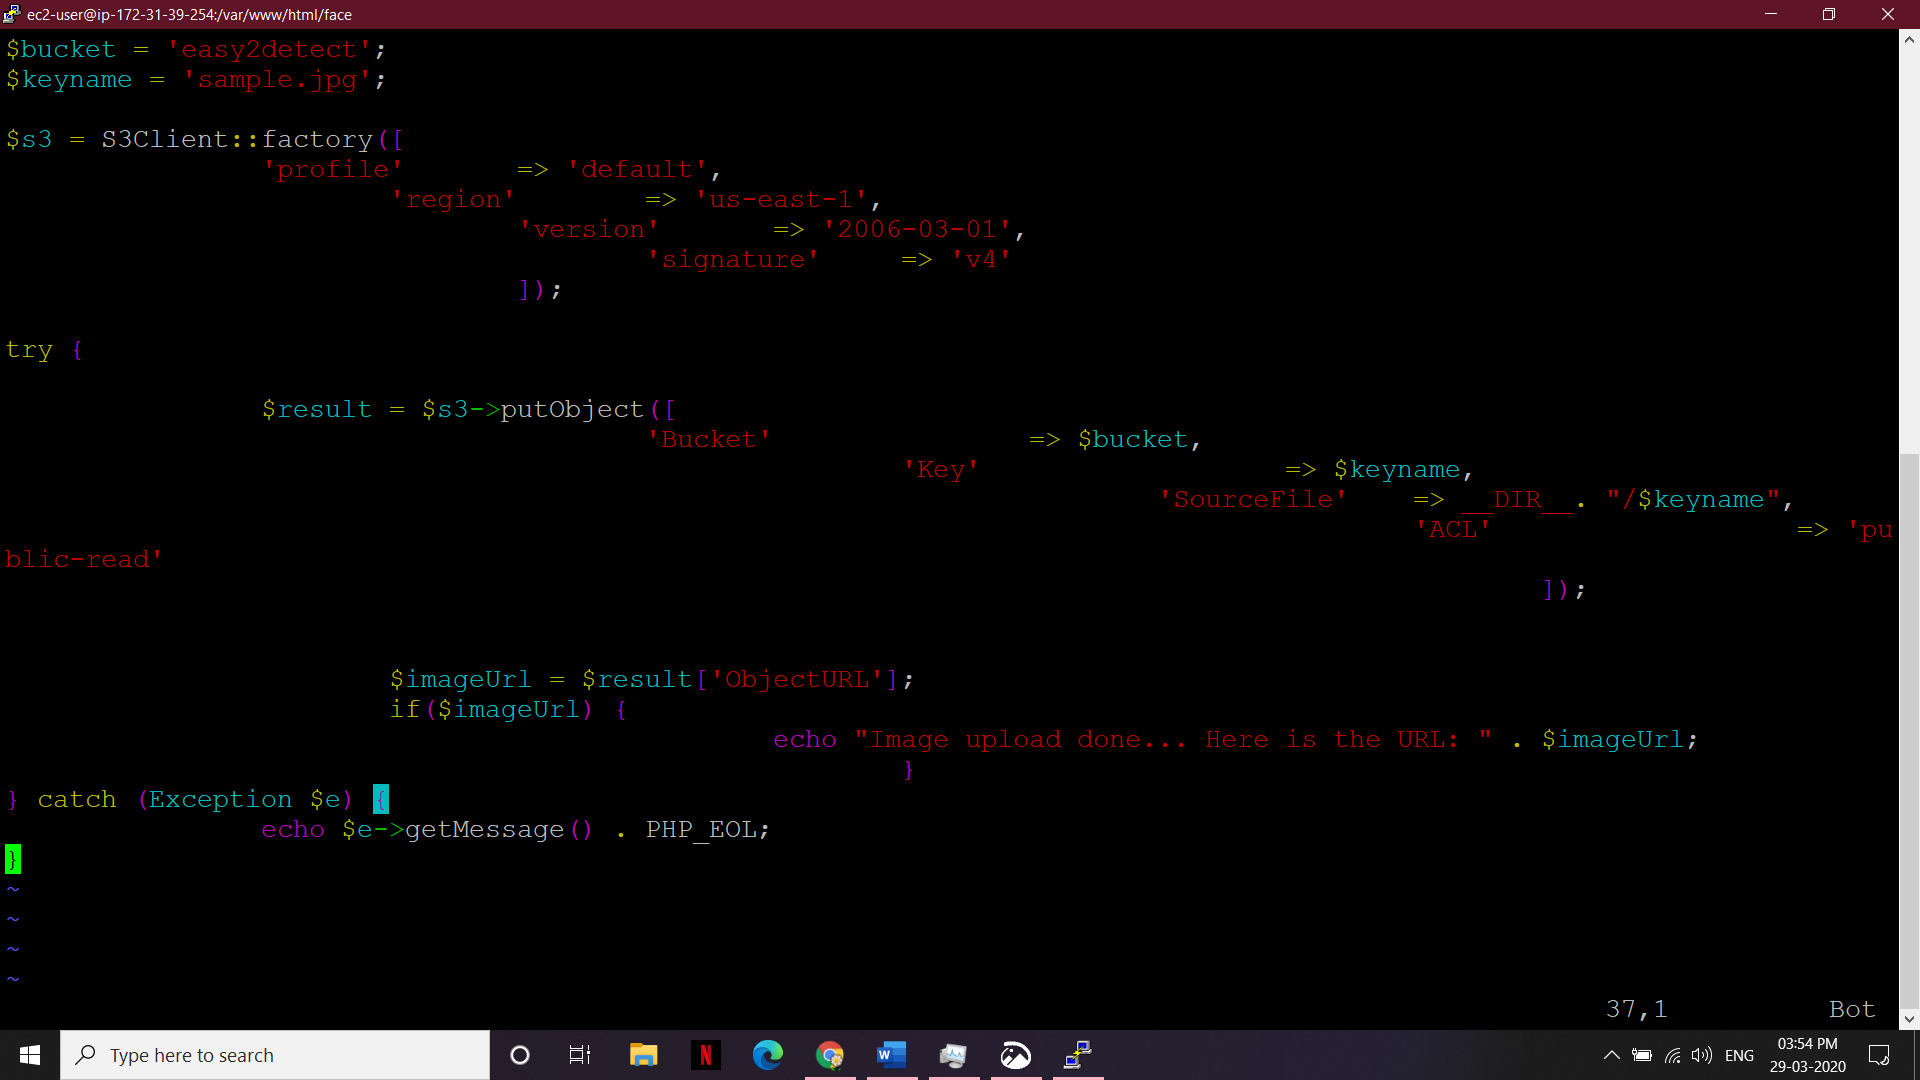 ec2-user@ip-172-31-39-254:/var/www/html/face
$bucket = 'easy2detect';
$keyname = 'sample.jpg';
$s3 = S3Client::factory([
'profile' => 'default',
'region' => 'us-east-1',
'version' => '2006-03-01',
'signature' => 'v4'
]);
try {
$result = $s3->putObject([
'Bucket' => $bucket,
'Key' => $keyname,
'SourceFile' => __DIR__. "/$keyname",
'ACL' => 'pu
blic-read'
]);
$imageUrl = $result['ObjectURL'];
if($imageUrl) {
echo "Image upload done... Here is the URL: " . $imageUrl;
}
} catch (Exception $e) {
echo $e->getMessage() . PHP_EOL;
}
~
~
~
~
37,1 Bot
Type here to search
N
W
ENG
03:54 PM
29-03-2020